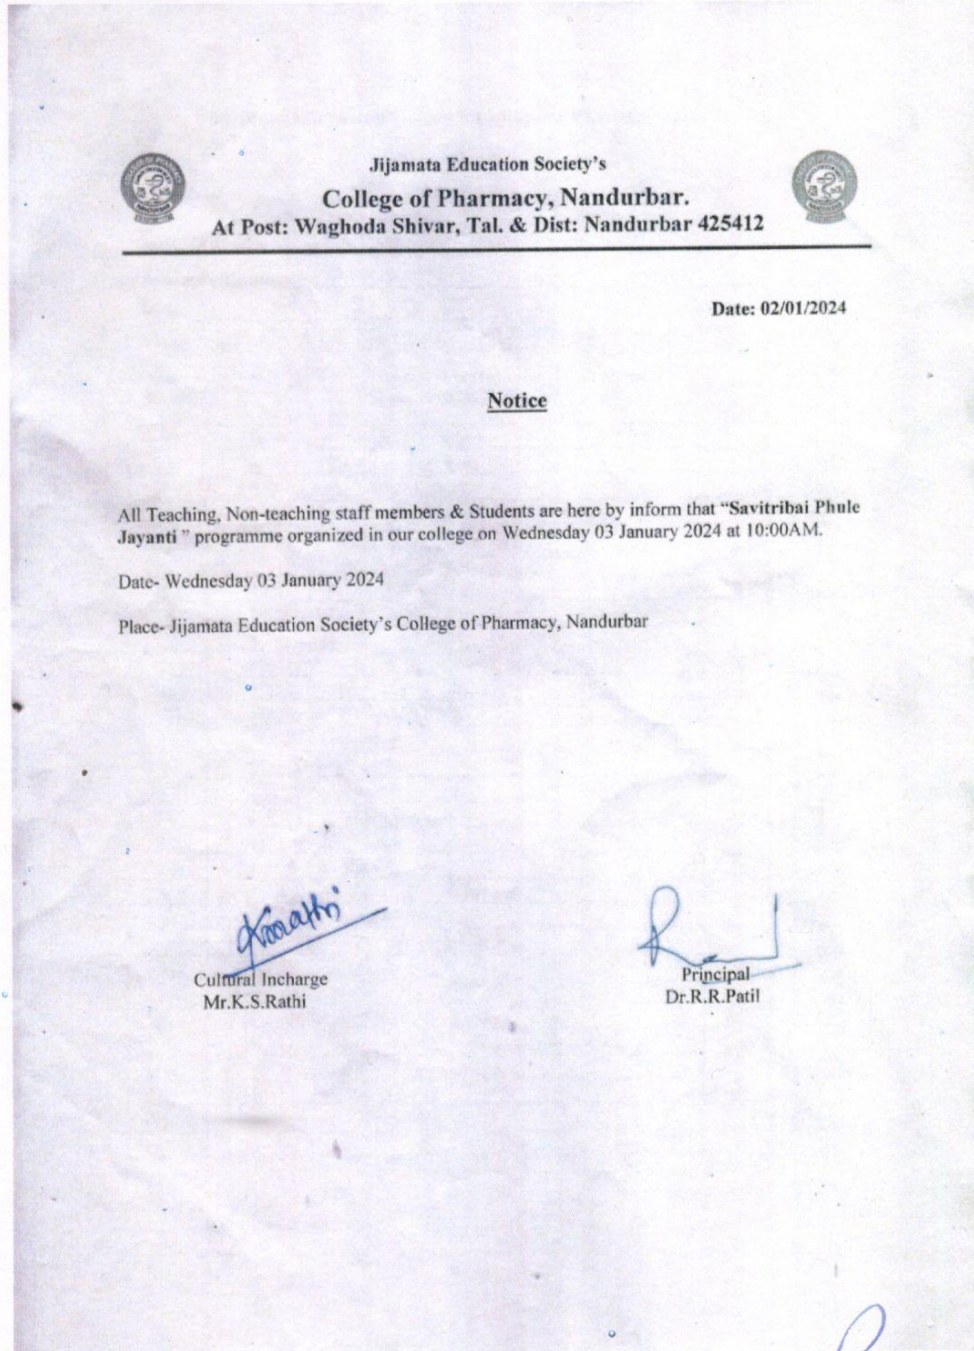 Jijamata Education Society's
College of Pharmacy, Nandurbar.
At Post: Waghoda Shivar, Tal. & Dist: Nandurbar 425412
Date: 02/01/2024
Notice
All Teaching, Non-teaching staff members & Students are here by inform that “Savitribai Phule
Jayanti ” programme organized in our college on Wednesday 03 January 2024 at 10:00AM.
Date- Wednesday 03 January 2024
Place- Jijamata Education Society's College of Pharmacy, Nandurbar
Cultural Incharge
Mr.K.S.Rathi
Principal
Dr.R.R.Patil